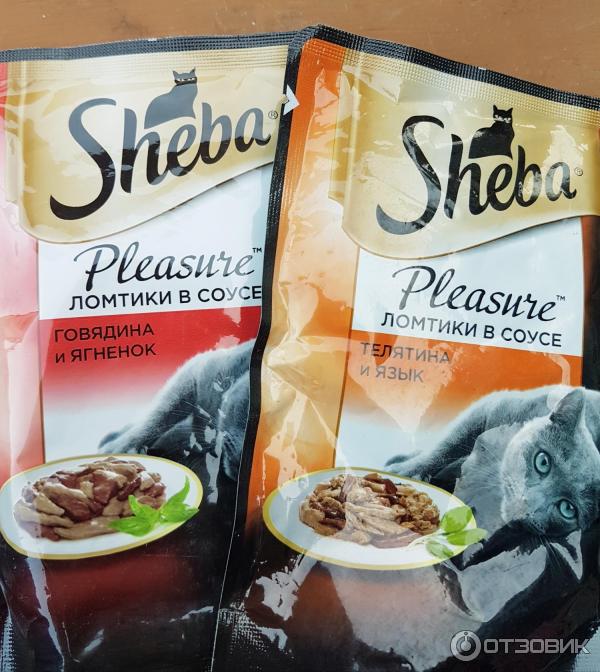 Sheba®
Pleasure™
ЛОМТИКИ В СОУСЕ
ГОВЯДИНА
И ЯГНЕНОК
Sheba®
Pleasure™
ЛОМТИКИ В СОУСЕ
ТЕЛЯТИНА
И ЯЗЫК
ОТЗОВИК